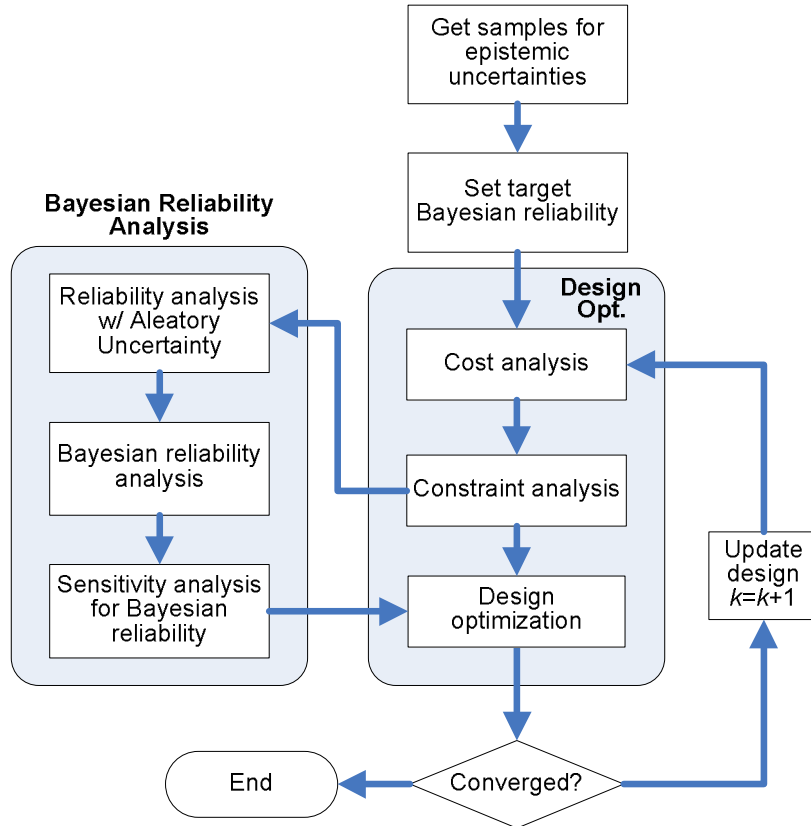 Get samples for
epistemic
uncertainties
Set target
Bayesian reliability
Bayesian Reliability
Analysis
Reliability analysis
w/ Aleatory
Uncertainty
Bayesian reliability
analysis
Sensitivity analysis
for Bayesian
reliability
Design
Opt.
Cost analysis
Constraint analysis
Design
optimization
Update
design
k=k+1
Converged?
End